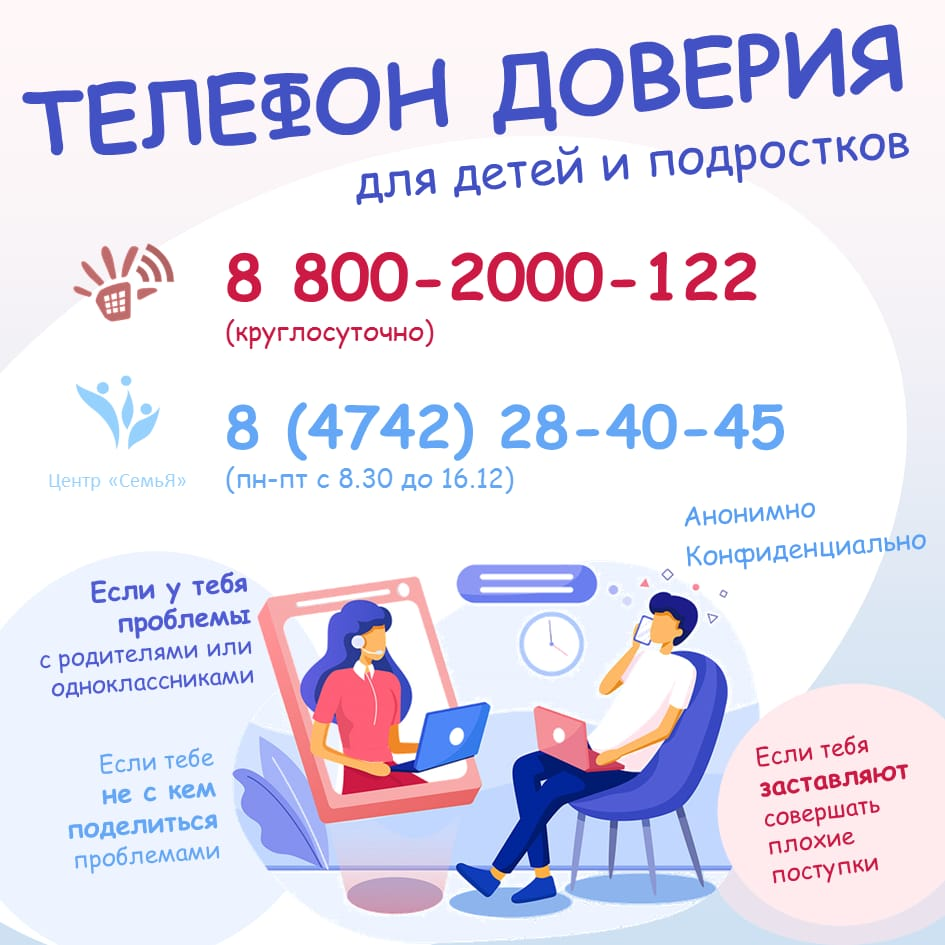 ТЕЛЕФОН ДОВЕРИЯ
для детей и подростков
8 800-2000-122
(круглосуточно)
8 (4742) 28-40-45
Центр «СемьЯ»
(пн-пт с 8.30 до 16.12)
Анонимно
Конфиденциально
Если у тебя
проблемы
с родителями или
одноклассниками
Если тебе
не с кем
поделиться
проблемами
Если тебя
заставляют
совершать
плохие
поступки